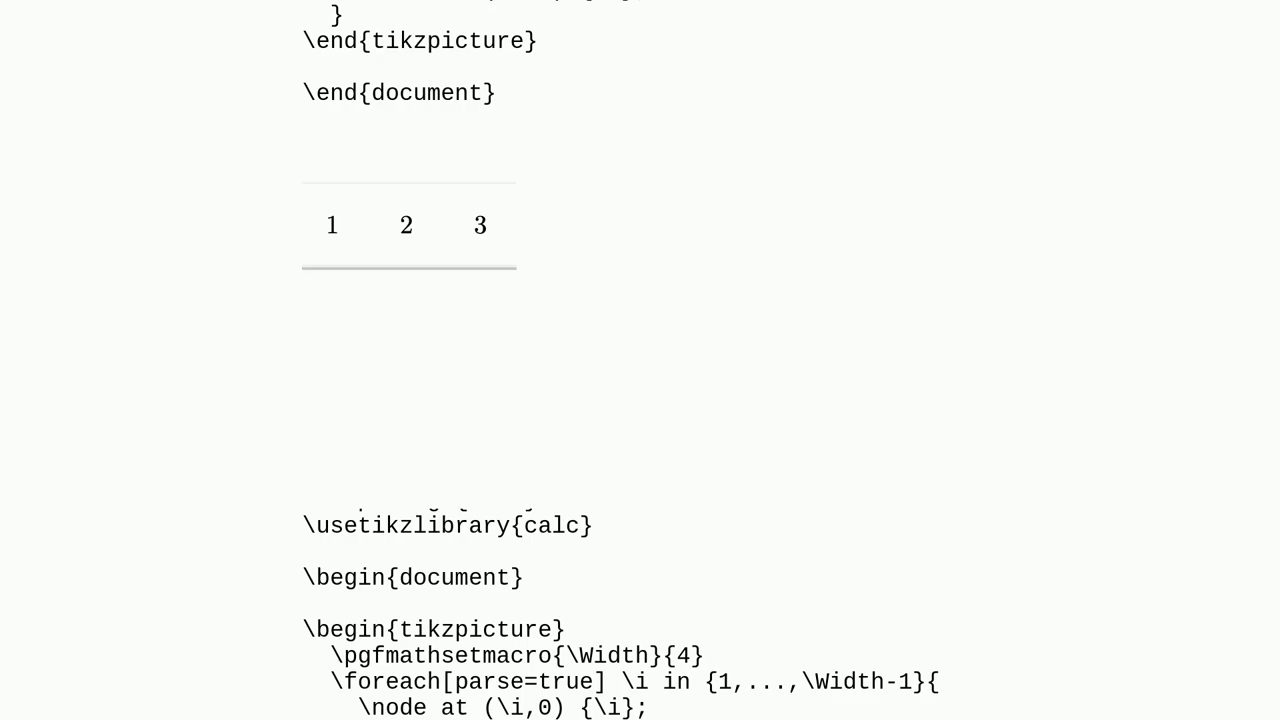 }
\end{tikzpicture}
\end{document}
1 2 3
\usetikzlibrary{calc}
\begin{document}
\begin{tikzpicture}
\pgfmathsetmacro{\Width}{4}
\foreach[parse=true] \i in {1,...,\Width-1}{
\node at (\i,0) {\i};